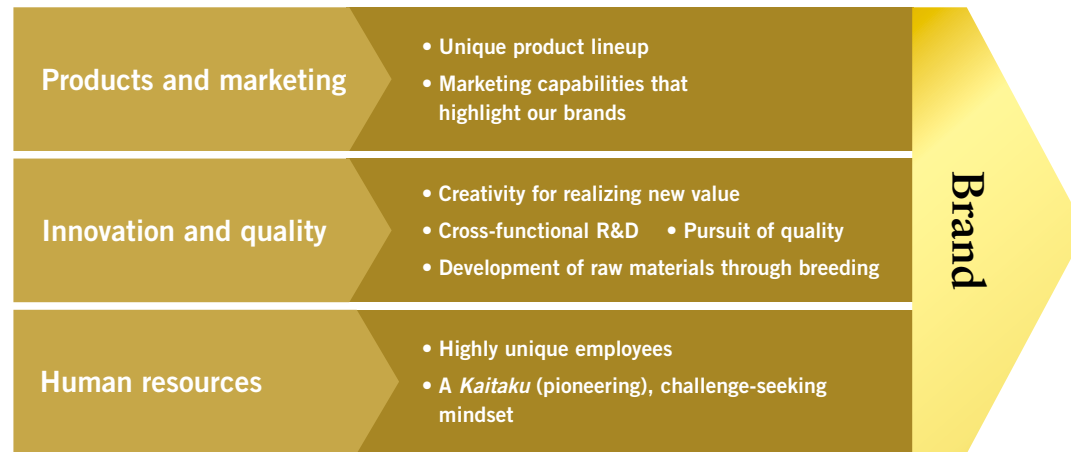 Products and marketing
• Unique product lineup
• Marketing capabilities that
highlight our brands
Innovation and quality
• Creativity for realizing new value
• Cross-functional R&D • Pursuit of quality
• Development of raw materials through breeding
Human resources
• Highly unique employees
• A Kaitaku (pioneering), challenge-seeking
mindset
Brand